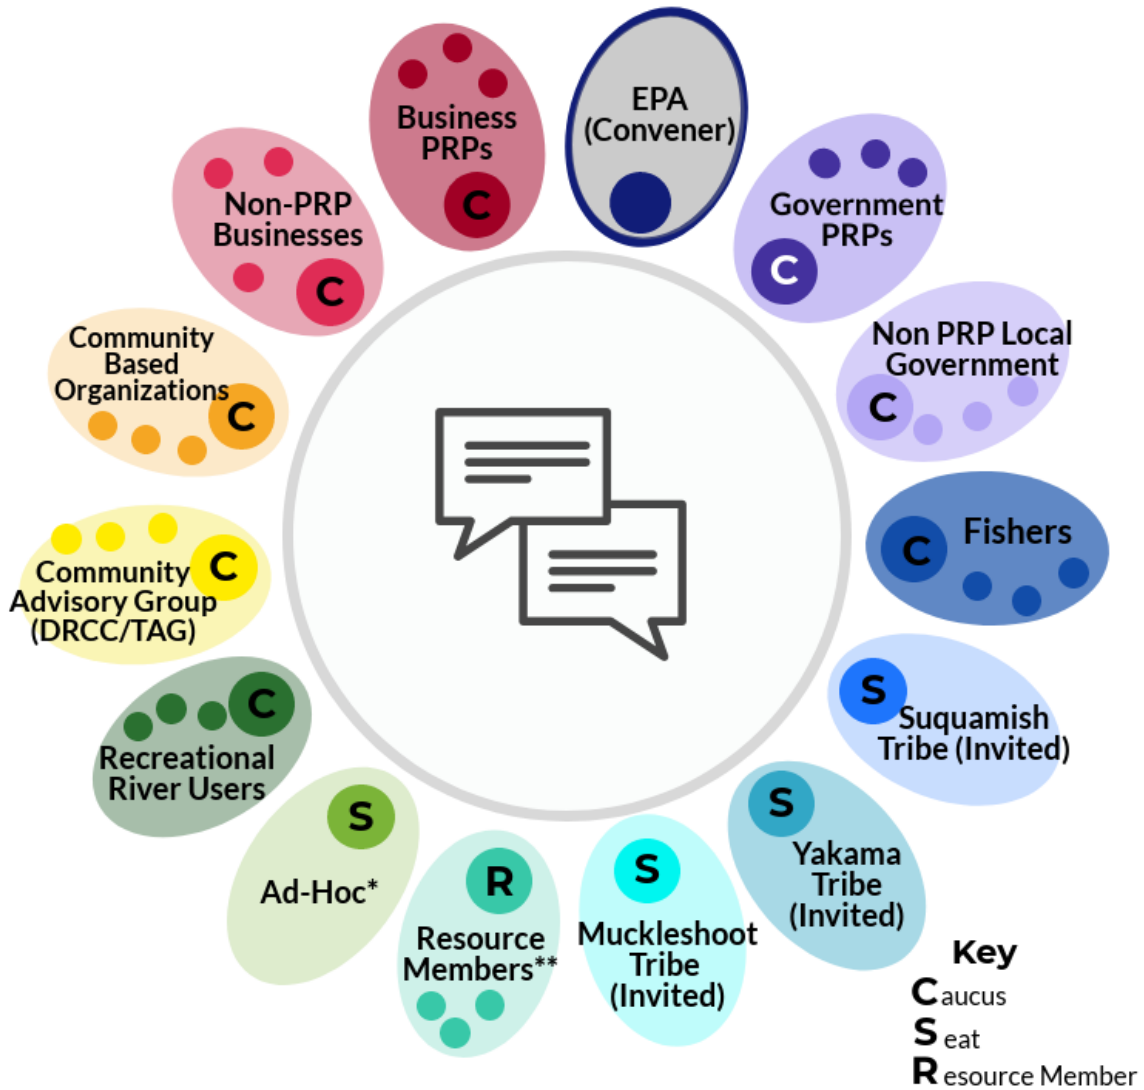 EPA
(Convener)
C
Government
PRPs
C
Non PRP Local
Government
C
Fishers
C
Suquamish
Tribe (Invited)
S
Yakama
Tribe
(Invited)
S
Muckleshoot
Tribe
(Invited)
S
Resource
Members**
R
Ad-Hoc*
S
Recreational
River Users
C
Community
Advisory Group
(DRCC/TAG)
C
Community
Based
Organizations
C
Non-PRP
Businesses
C
Business
PRPs
C
Key
Caucus
S eat
Resource Member